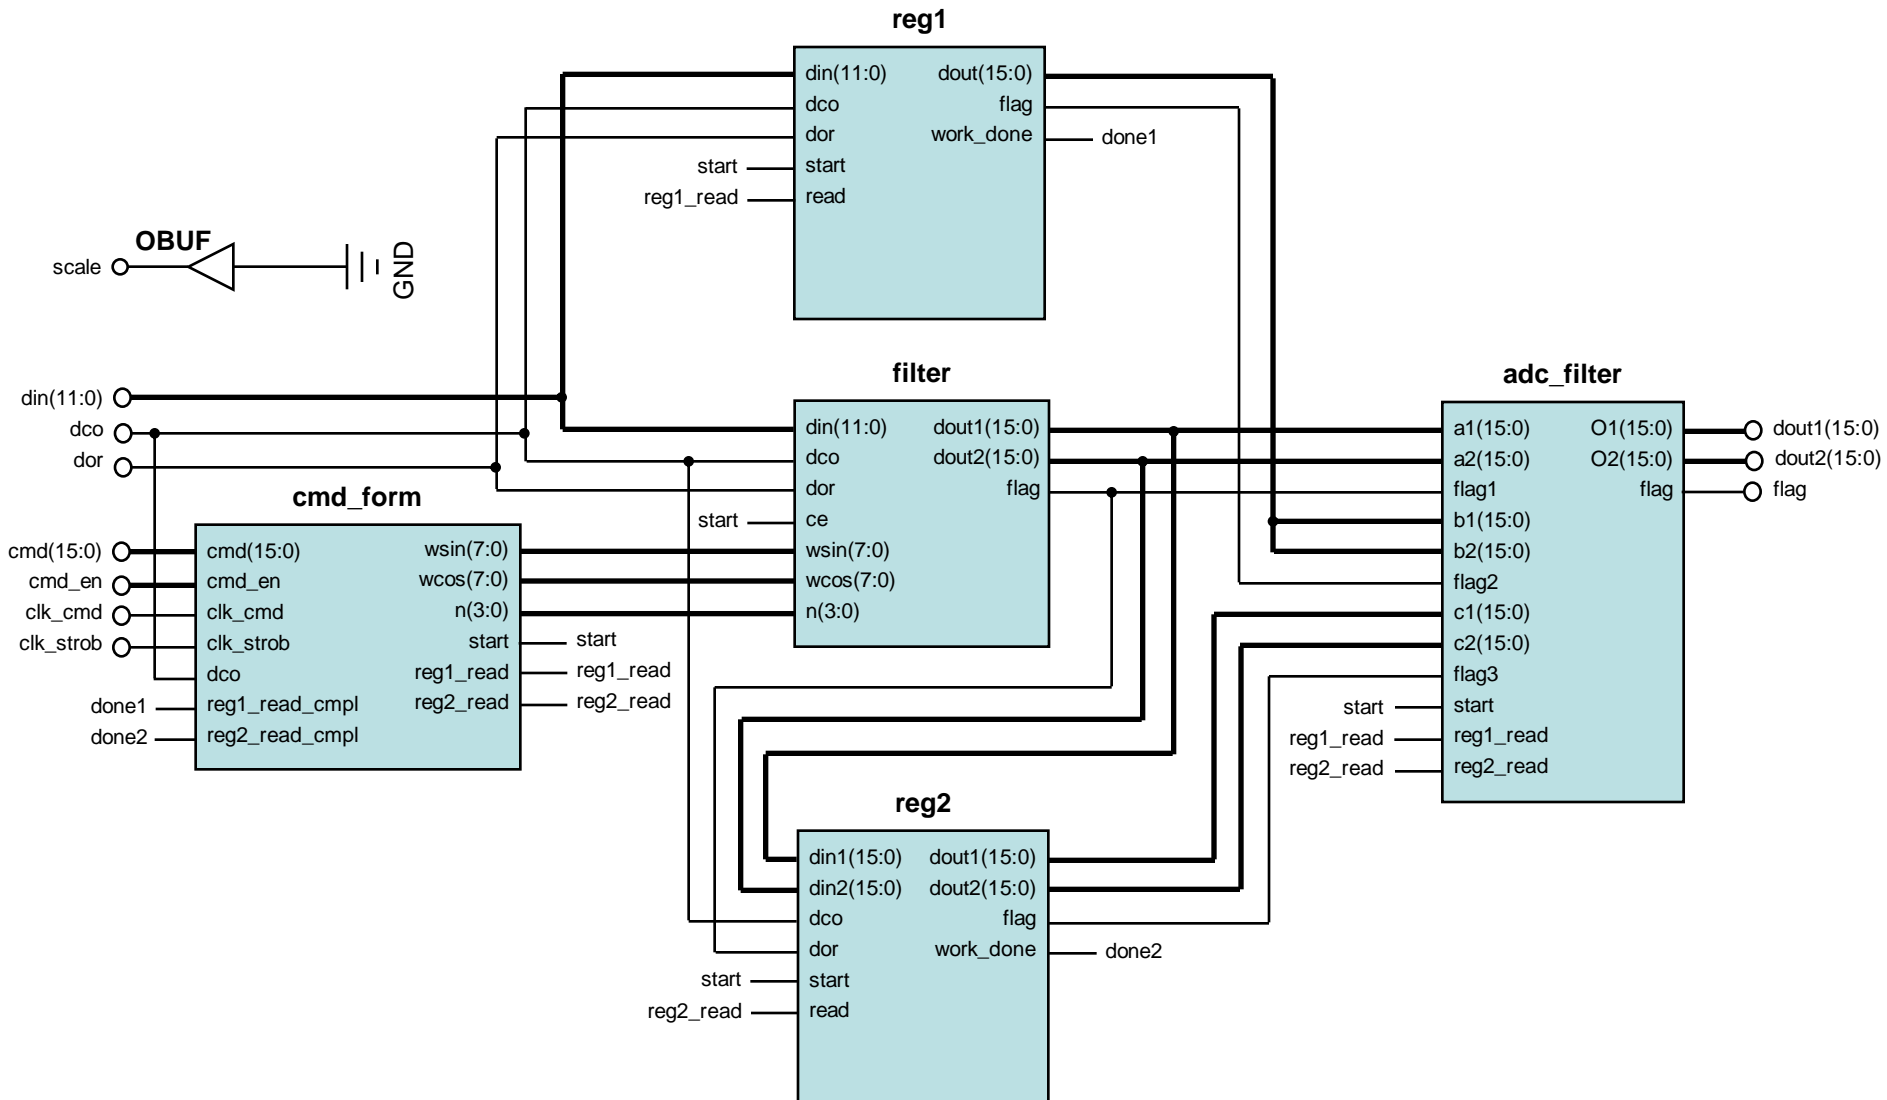 reg1
din(11:0) dout(15:0)
dco flag
dor work_done done1
start start
reg1_read read
OBUF
scale
GND
filter
adc_filter
din(11:0)
dco
dor
din(11:0) dout1(15:0)
dco dout2(15:0)
dor flag
start ce
wsin(7:0)
wcos(7:0)
n(3:0)
a1(15:0) O1(15:0) dout1(15:0)
a2(15:0) O2(15:0) dout2(15:0)
flag1 flag flag
b1(15:0)
b2(15:0)
flag2
c1(15:0)
c2(15:0)
flag3
start start
reg1_read reg1_read
reg2_read reg2_read
cmd_form
cmd(15:0) cmd(15:0) wsin(7:0)
cmd_en cmd_en wcos(7:0)
clk_cmd clk_cmd n(3:0)
clk_strob clk_strob start start
dco reg1_read reg1_read
done1 reg1_read_cmpl reg2_read reg2_read
done2 reg2_read_cmpl
reg2
din1(15:0) dout1(15:0)
din2(15:0) dout2(15:0)
dco flag
dor work_done done2
start start
reg2_read read